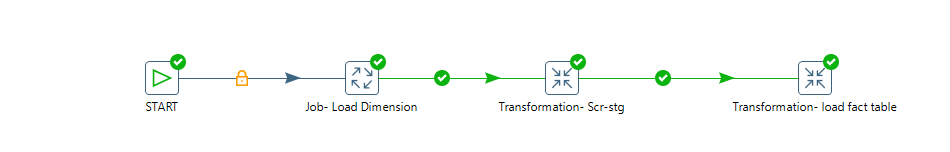 START
Job- Load Dimension
Transformation- Scr-stg
Transformation- load fact table